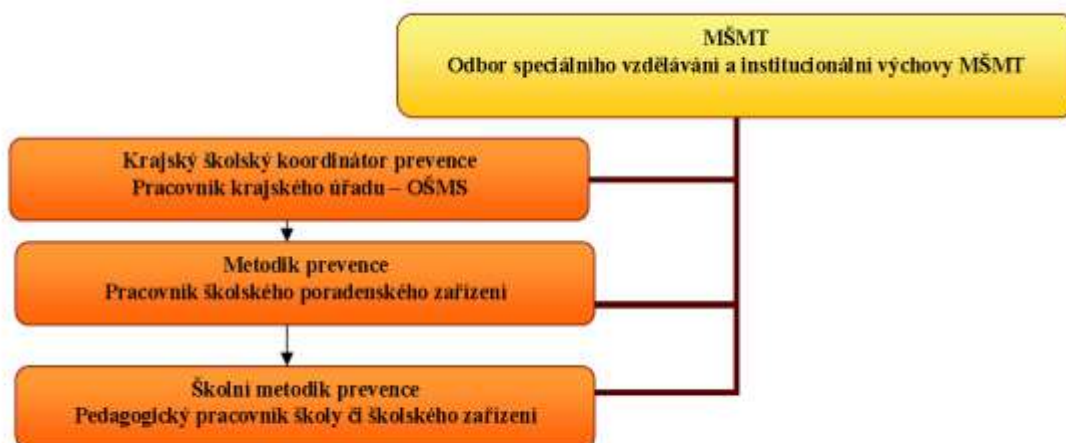 MŠMT
Odbor speciálního vzdělávání a institucionální výchovy MŠMT
Krajský školský koordinátor prevence
Pracovník krajského úřadu – OŠMS
Metodik prevence
Pracovník školského poradenského zařízení
Školní metodik prevence
Pedagogický pracovník školy či školského zařízení